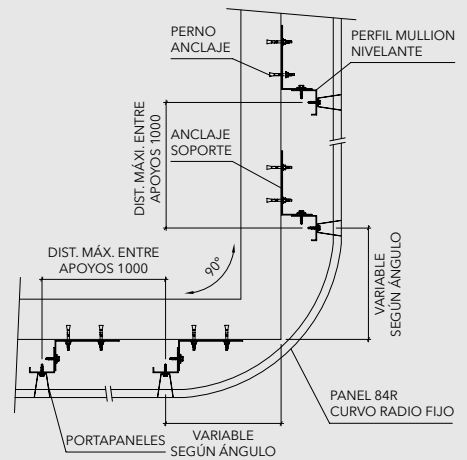 PERNO
ANCLAJE
PERFIL MULLION
NIVELANTE
DIST. MÁXI. ENTRE
APOYOS 1000
ANCLAJE
SOPORTE
DIST. MÁX. ENTRE
APOYOS 1000
90°
VARIABLE
SEGÚN ÁNGULO
PANEL 84R
CURVO RADIO FIJO
PORTAPANELES
VARIABLE
SEGÚN ÁNGULO